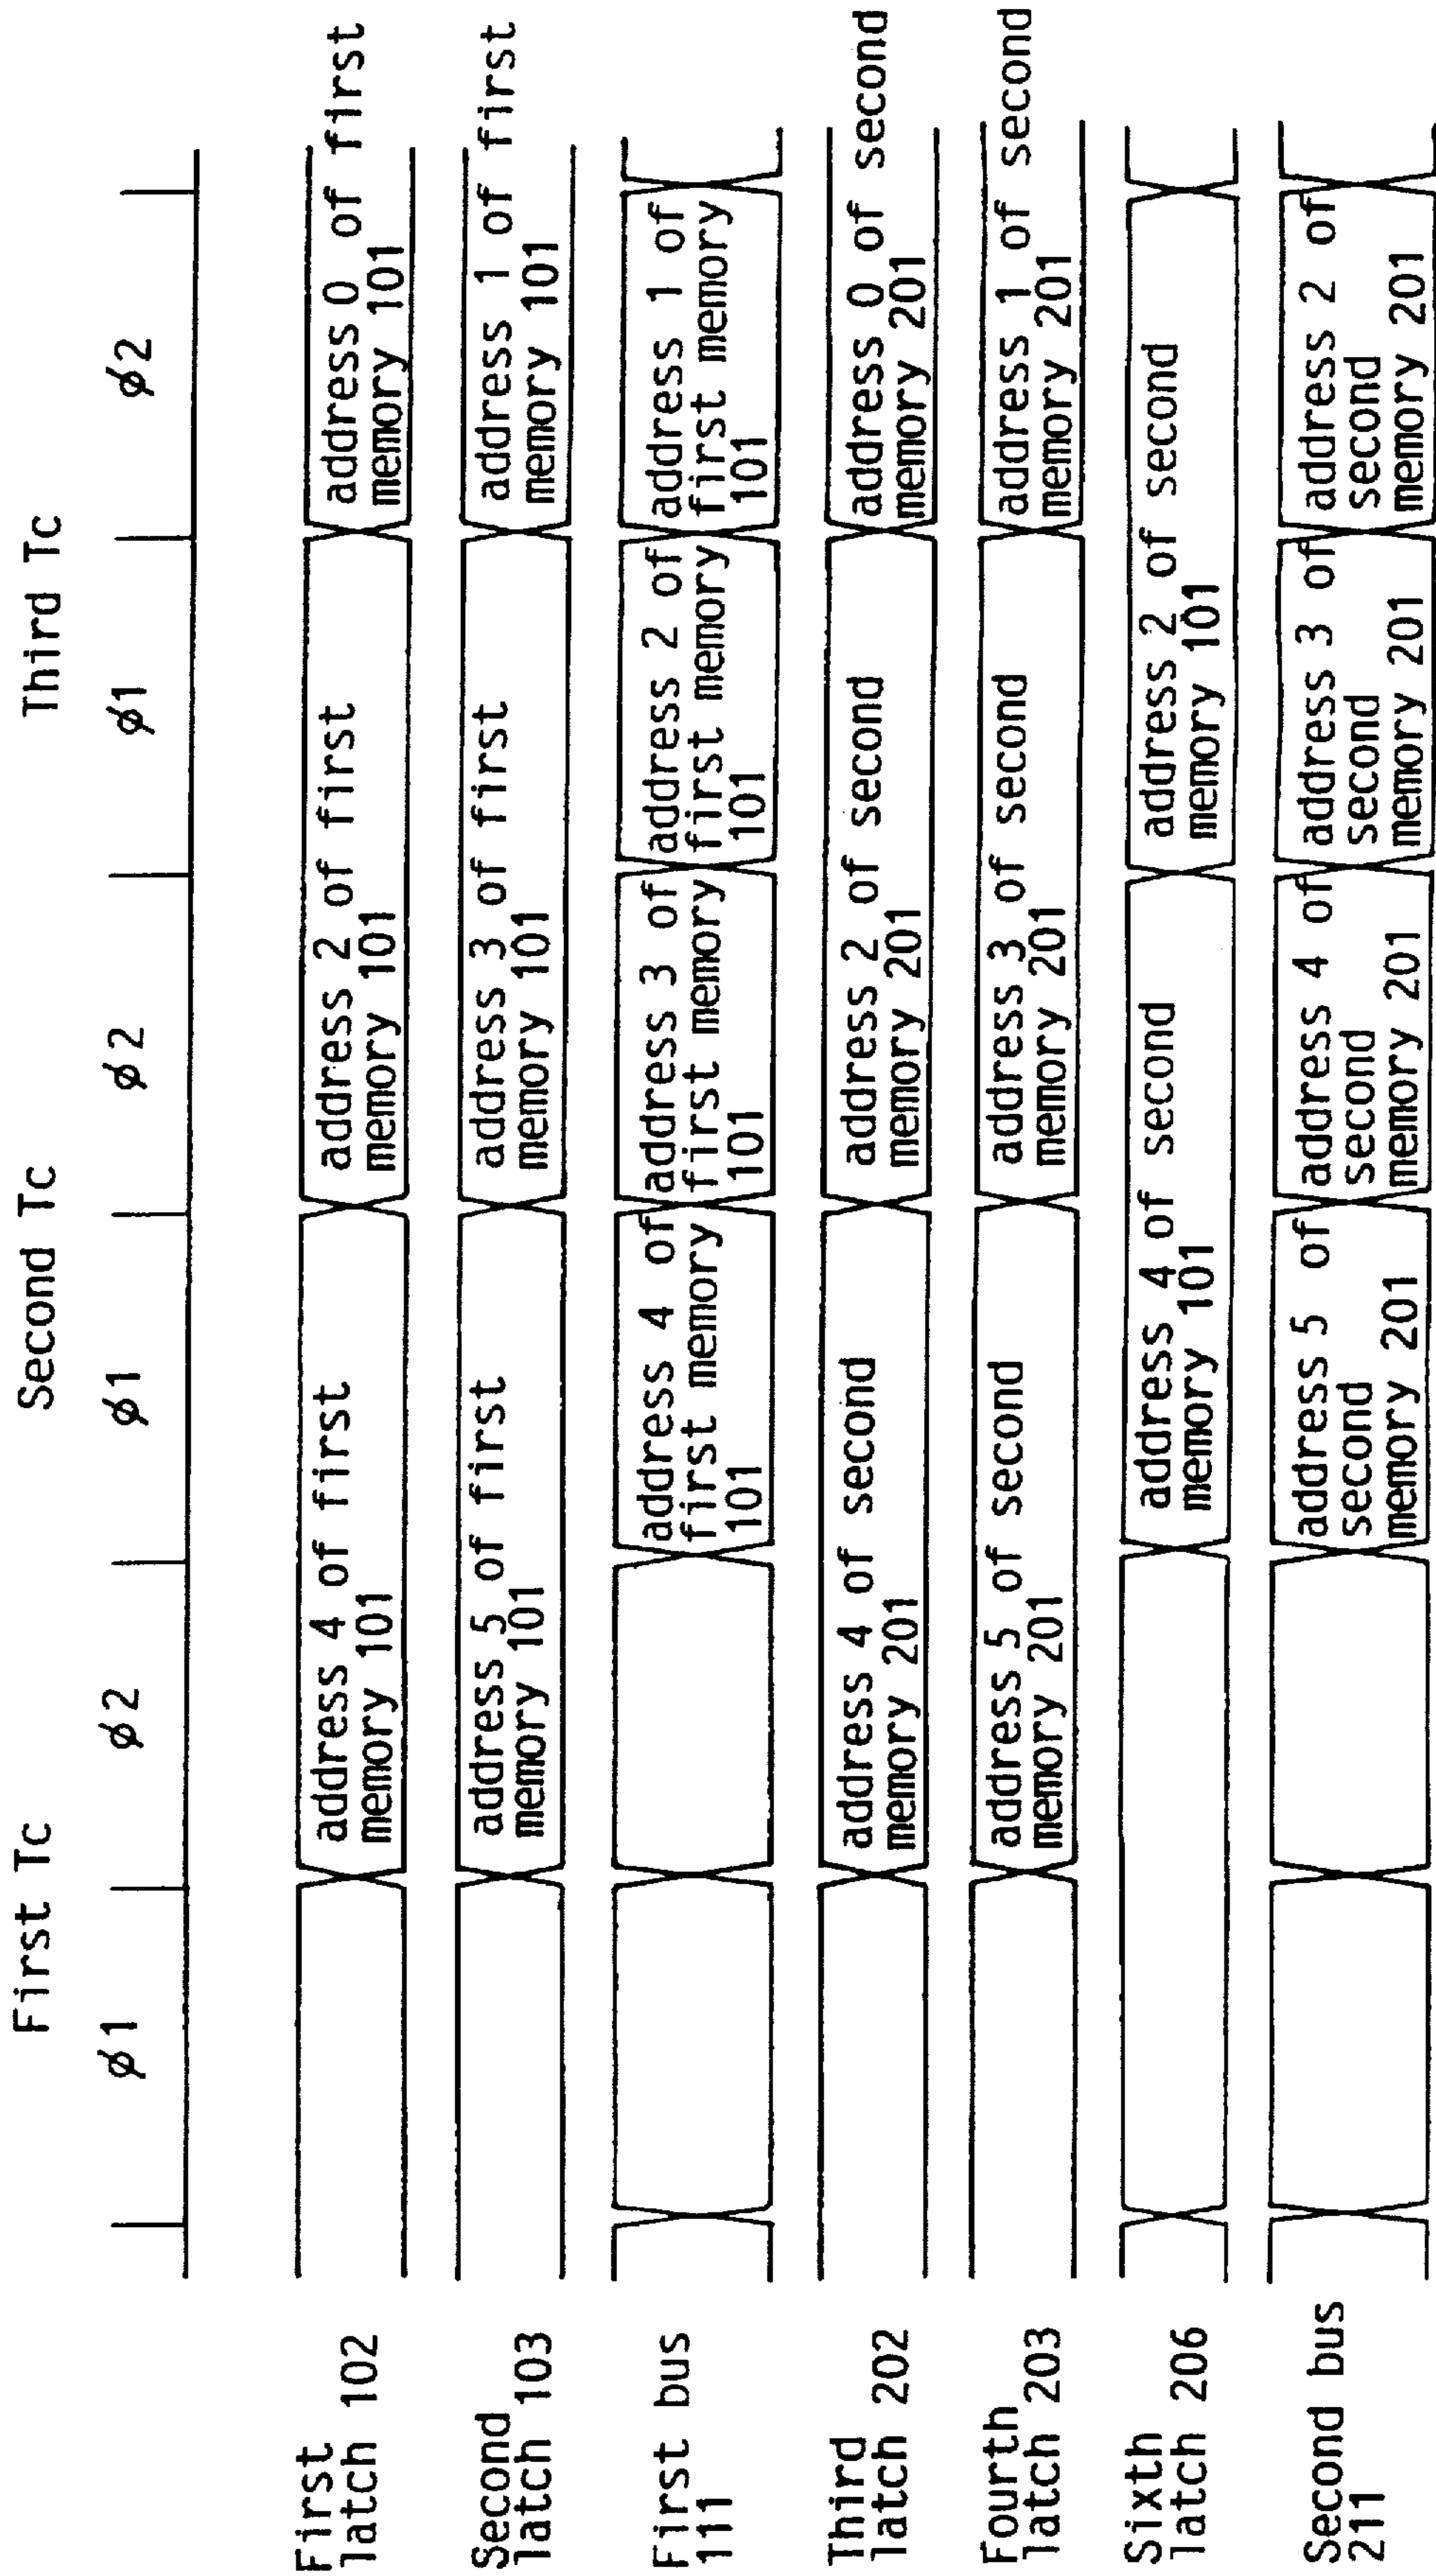 First Tc
Second Tc
Third Tc
ø1
ø2
ø1
ø2
ø1
ø2
First
latch 102
address 4 of first
memory 101
address 2 of first
memory 101
address 0 of first
memory 101
Second
latch 103
address 5 of first
memory 101
address 3 of first
memory 101
address 1 of first
memory 101
First bus
111
address 4 of
first memory
101
address 3 of
first memory
101
address 2 of
first memory
101
address 1 of
first memory
101
Third
latch 202
address 4 of second
memory 201
address 2 of second
memory 201
address 0 of second
memory 201
Fourth
latch 203
address 5 of second
memory 201
address 3 of second
memory 201
address 1 of second
memory 201
Sixth
latch 206
address 4 of second
memory 101
address 2 of second
memory 101
Second bus
211
address 5 of
second
memory 201
address 4 of
second
memory 201
address 3 of
second
memory 201
address 2 of
second
memory 201